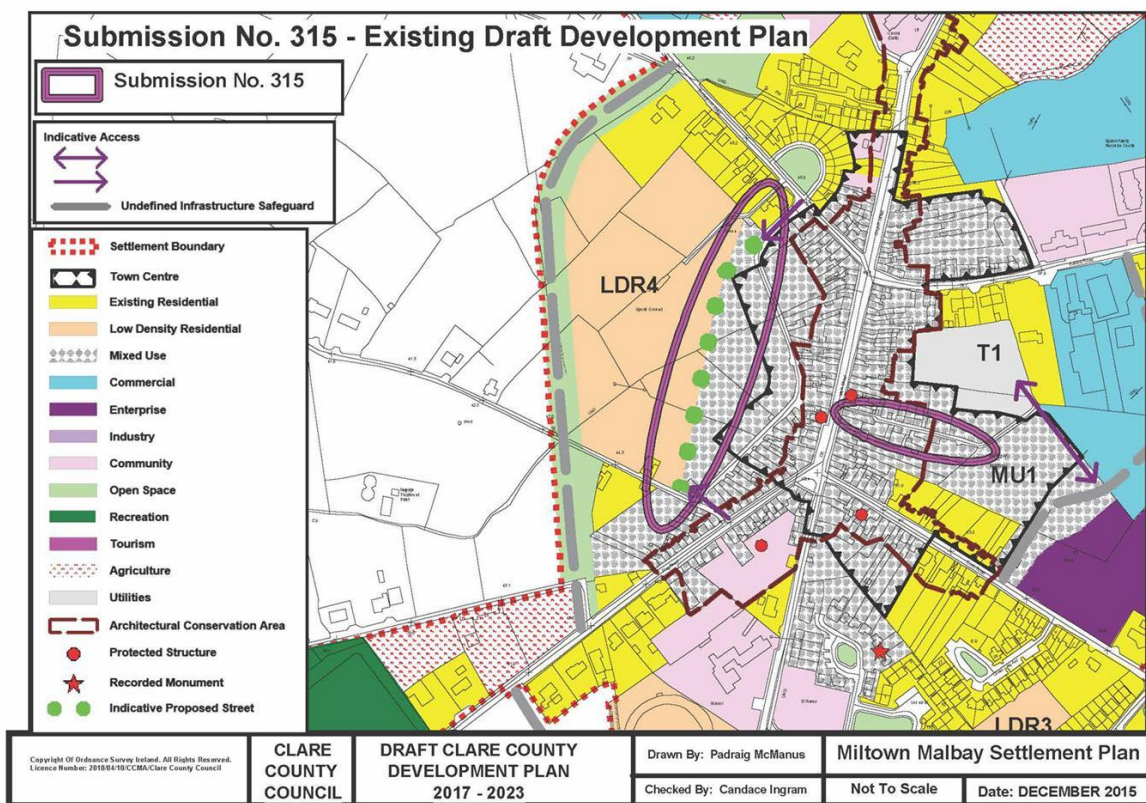 Submission No. 315 - Existing Draft Development Plan
Submission No. 315
Indicative Access
Undefined Infrastructure Safeguard
Settlement Boundary
Town Centre
Existing Residential
Low Density Residential
Mixed Use
Commercial
Enterprise
Industry
Community
Open Space
Recreation
Tourism
Agriculture
Utilities
Architectural Conservation Area
Protected Structure
Recorded Monument
Indicative Proposed Street
LDR4
T1
MU1
LDR3
Copyright Of Ordnance Survey Ireland. All Rights Reserved.
Licence Number: 2010/04/10/CCMA/Clare County Council
CLARE
COUNTY
COUNCIL
DRAFT CLARE COUNTY
DEVELOPMENT PLAN
2017 - 2023
Drawn By: Padraig McManus
Checked By: Candace Ingram
Miltown Malbay Settlement Plan
Not To Scale
Date: DECEMBER 2015